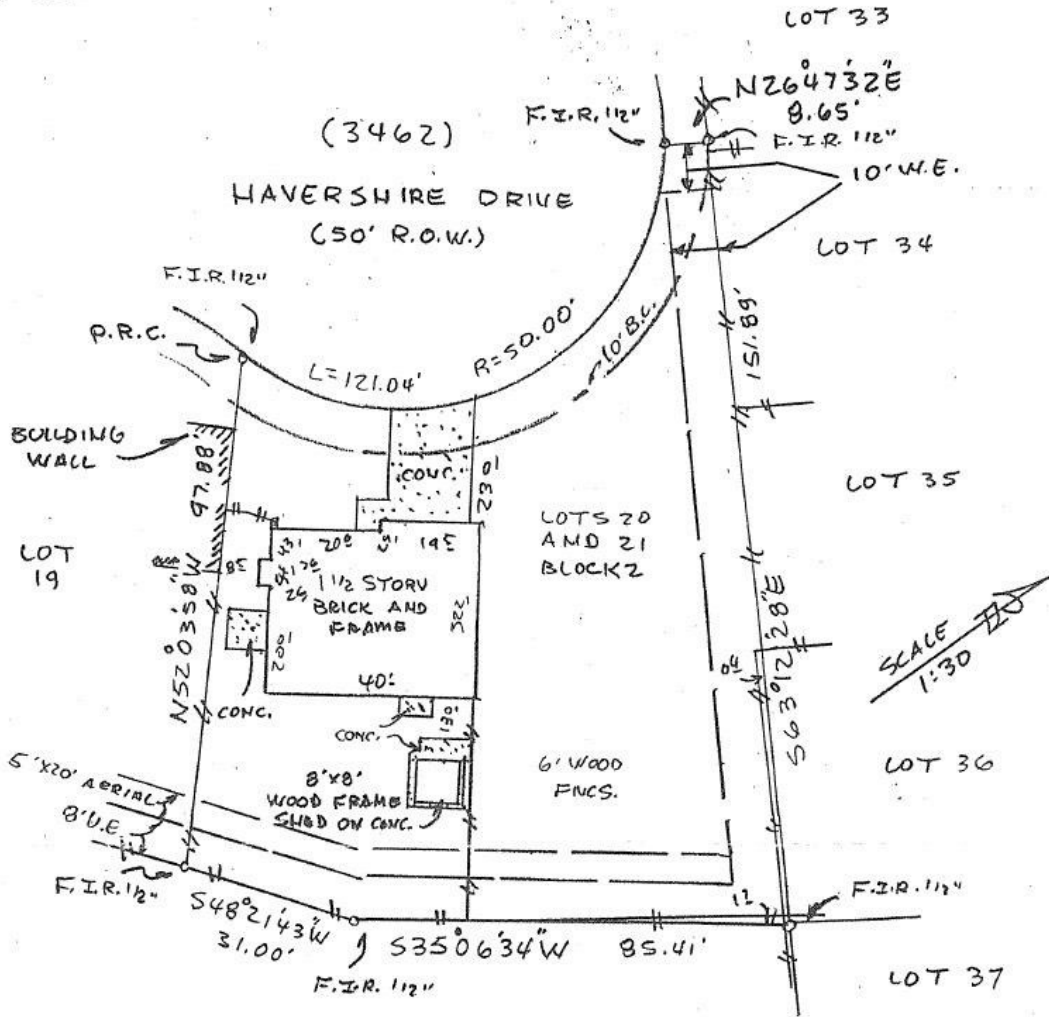 LOT 33
N26°47'32"E
8.65'
F.I.R. 1/2"
F.I.R. 1/2"
(3462)
10' W.E.
HAVERSHIRE DRIVE
(50' R.O.W.)
LOT 34
F.I.R. 1/2"
P.R.C.
L=121.04'
R=50.00'
10' B.L.
151.89'
BUILDING
WALL
97.88
CONC.
23.0
LOT 35
LOTS 20
AND 21
BLOCK 2
LOT
19
20
19
1 1/2 STORY
BRICK AND
FRAME
200
40
N52°03'58"W
S63°12'28"E
SCALE
1:30
CONC.
CONC.
130
5'X20' AERIAL
8' U.E
8'X8'
WOOD FRAME
SHED ON CONC.
6' WOOD
FNCS.
LOT 36
F.I.R. 1/2"
F.I.R. 1/2"
S48°21'43"W
31.00'
S35°06'34"W
85.41'
F.I.R. 1/2"
LOT 37